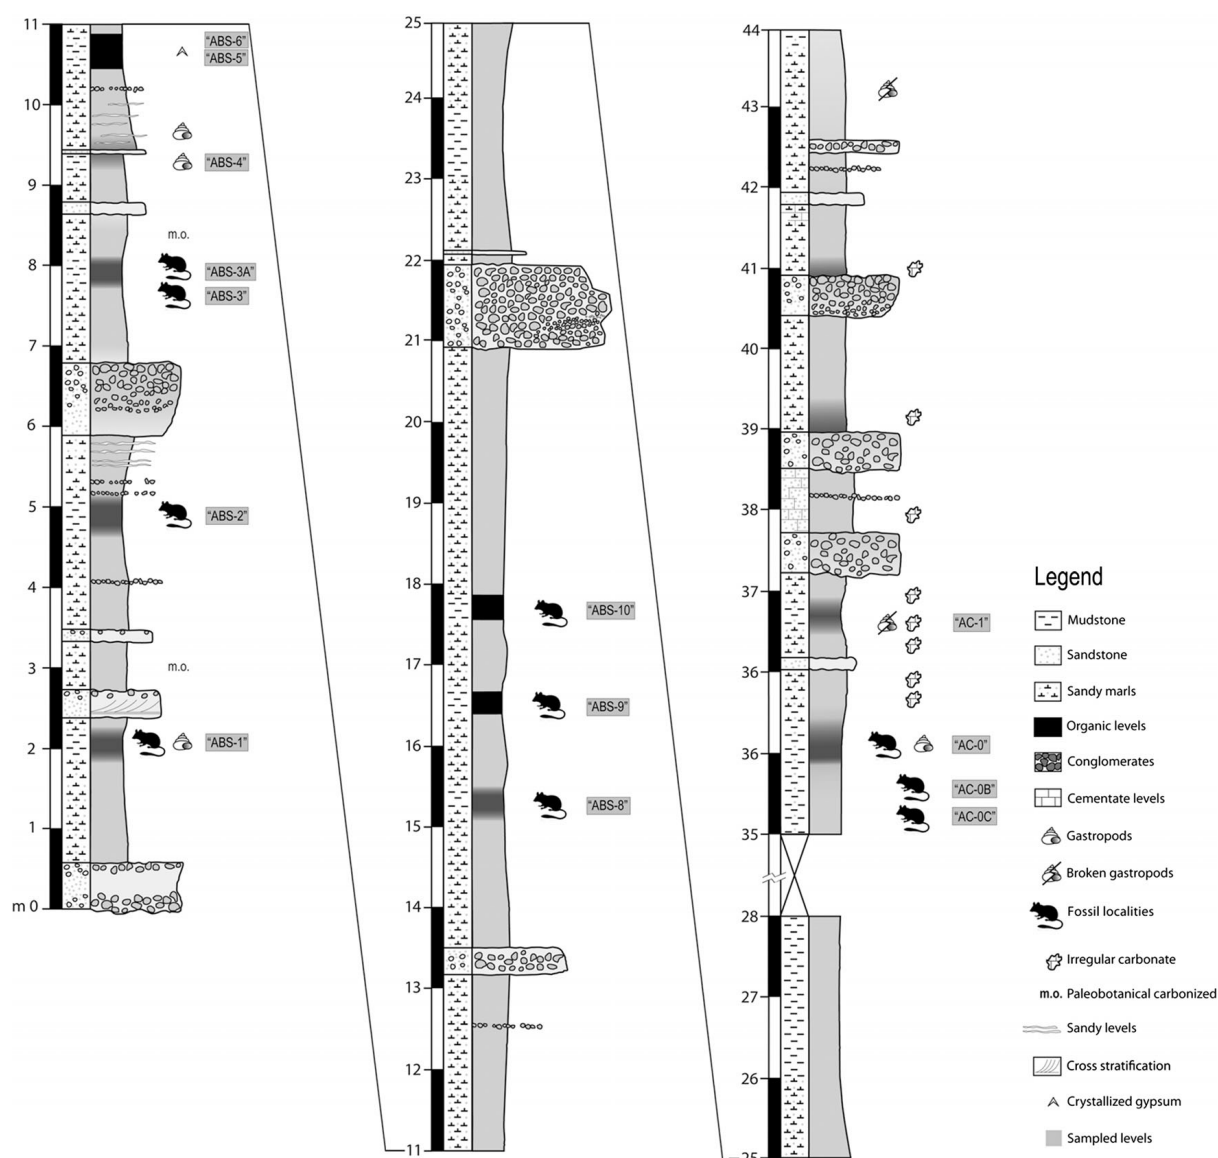 11
10
9
8
7
6
5
4
3
2
1
m 0
"ABS-6"
"ABS-5"
"ABS-4"
m.o.
"ABS-3A"
"ABS-3"
"ABS-2"
m.o.
"ABS-1"
25
24
23
22
21
20
19
18
17
16
15
14
13
12
11
"ABS-10"
"ABS-9"
"ABS-8"
44
43
42
41
40
39
38
37
36
36
35
28
27
26
25
"AC-1"
"AC-0"
"AC-0B"
"AC-0C"
Legend
Mudstone
Sandstone
Sandy marls
Organic levels
Conglomerates
Cementate levels
Gastropods
Broken gastropods
Fossil localities
Irregular carbonate
m.o. Paleobotanical carbonized
Sandy levels
Cross stratification
Crystallized gypsum
Sampled levels